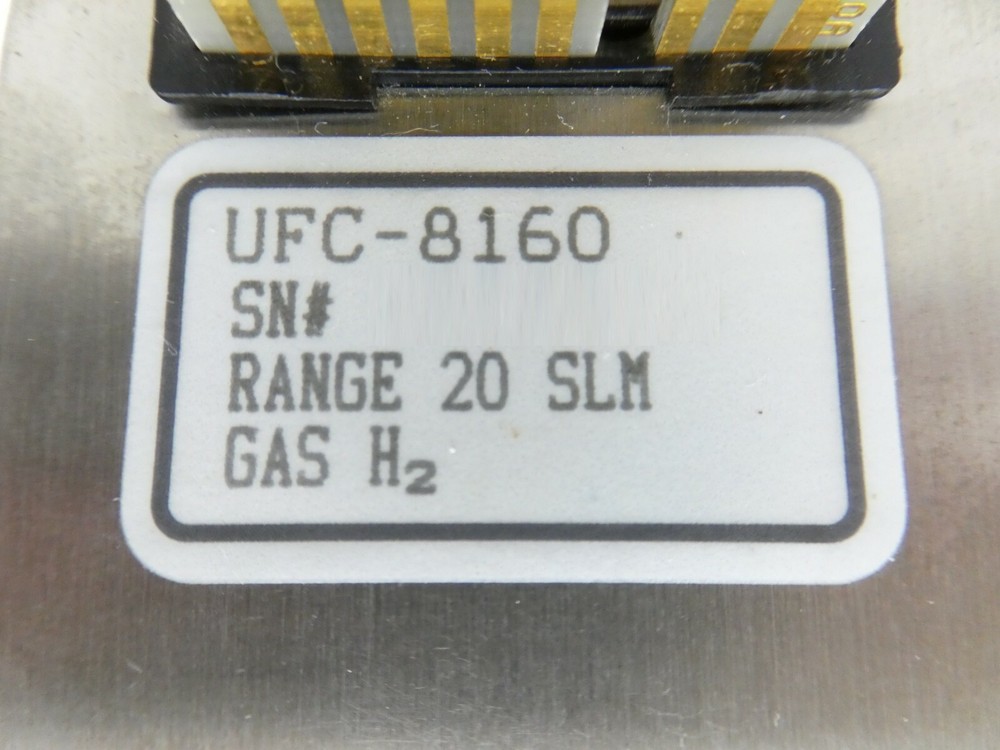 UFC-8160
SN#
RANGE 20 SLM
GAS H₂